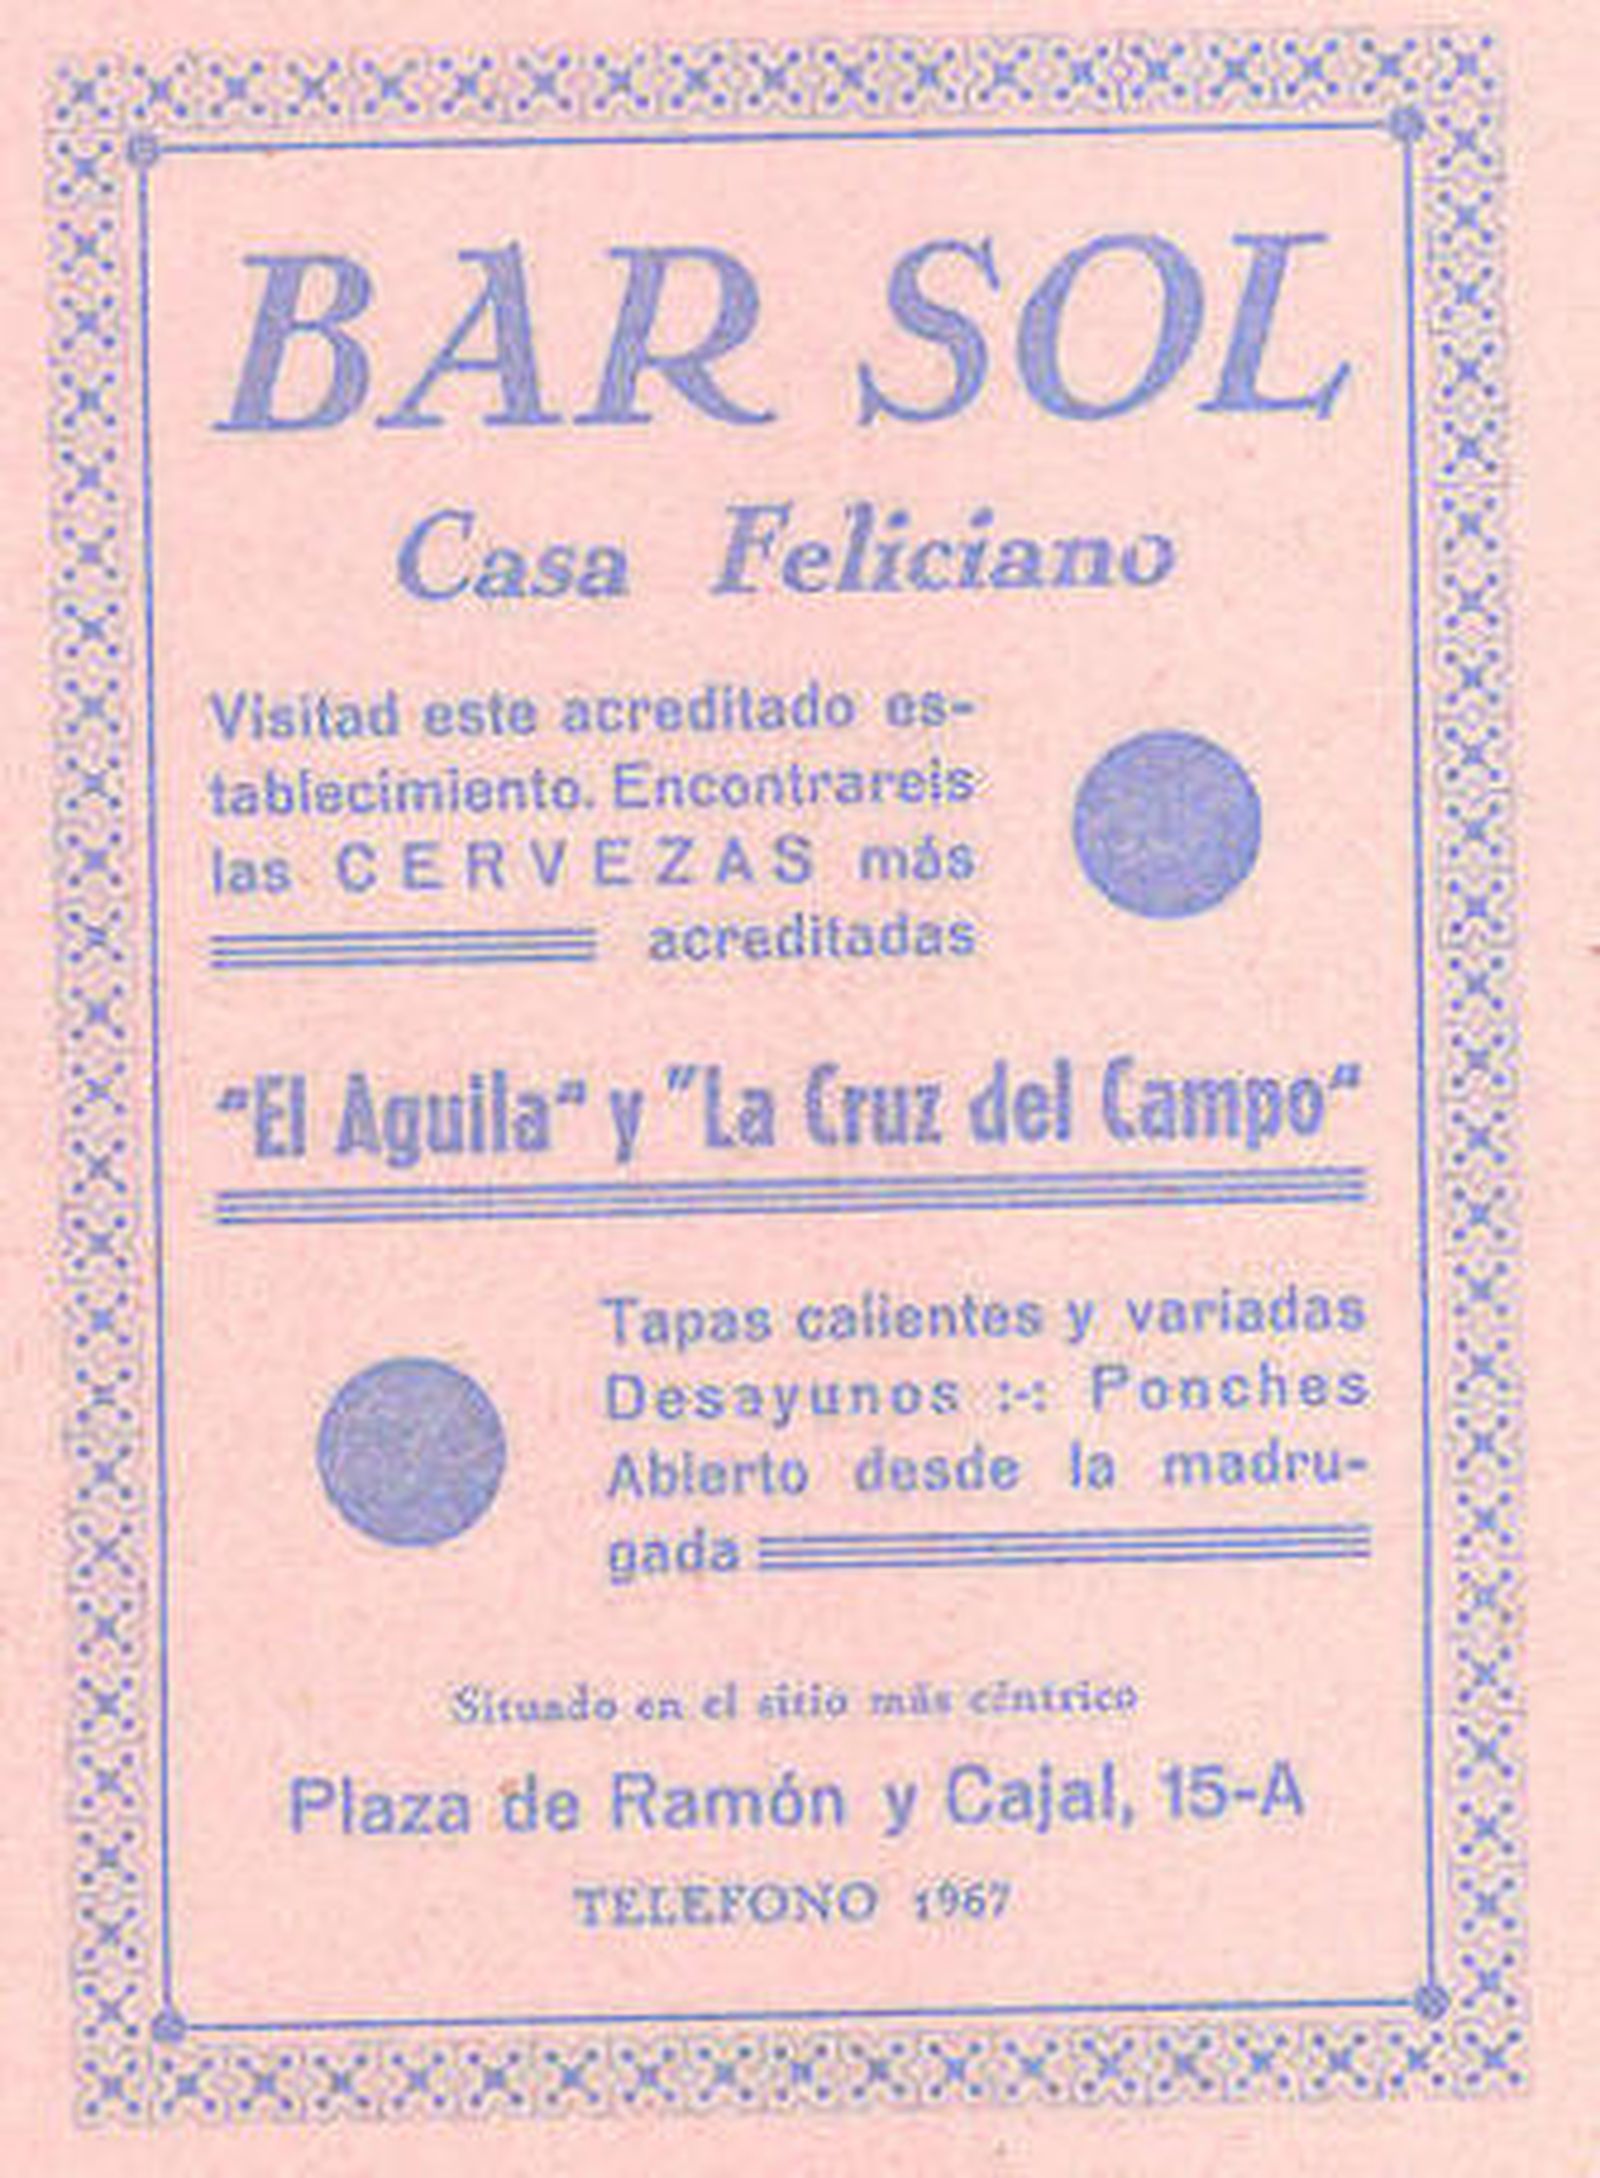 BAR SOL
Casa Feliciano
Visitad este acreditado es-
tablecimiento. Encontrareis
las CERVEZAS más
acreditadas
"El Aguila" y "La Cruz del Campo"
Tapas calientes y variadas
Desayunos :-: Ponches
Abierto desde la madru-
gada
Situado en el sitio más céntrico
Plaza de Ramón y Cajal, 15-A
TELEFONO 1967